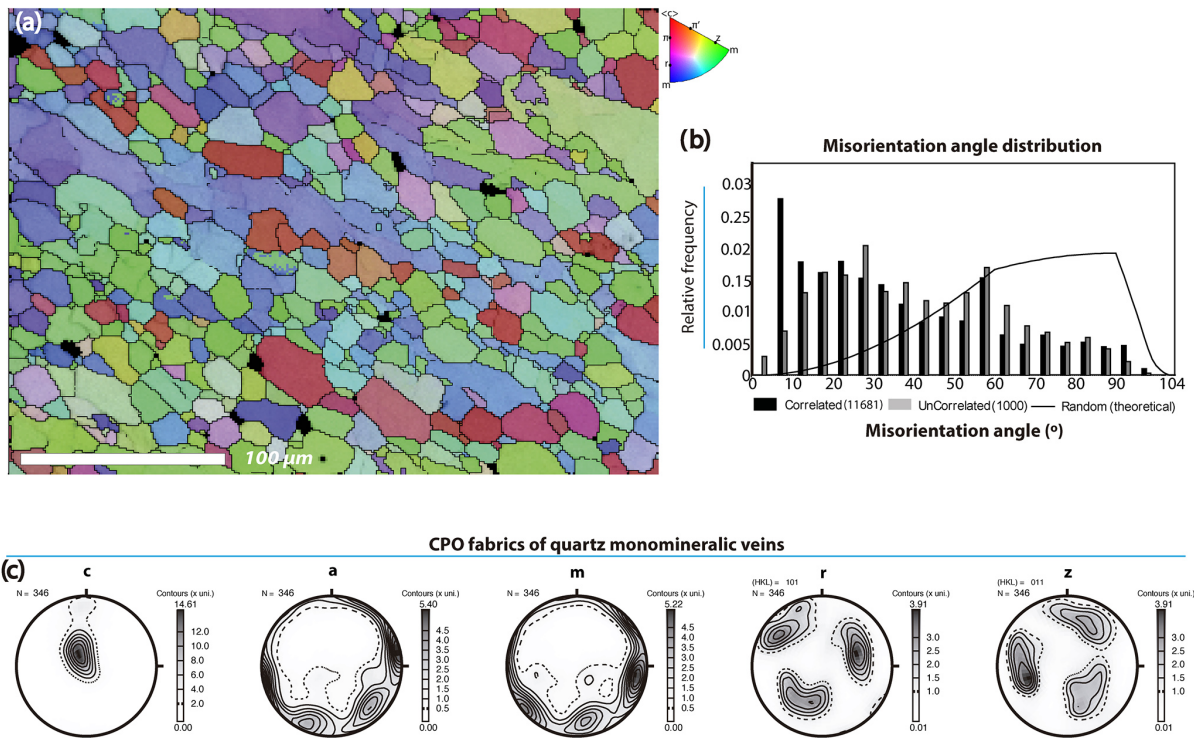 (a)
<c>
π'
π
z
m
r
m
100 µm
(b)
Misorientation angle distribution
Relative frequency
0.03
0.25
0.02
0.15
0.01
0.005
0
0 10 20 30 40 50 60 70 80 90 104
Correlated (11681) UnCorrelated (1000) Random (theoretical)
Misorientation angle (º)
CPO fabrics of quartz monomineralic veins
(c)
c
N = 346
Contours (x uni.)
14.61
12.0
10.0
8.0
6.0
4.0
2.0
0.00
a
N = 346
Contours (x uni.)
5.40
4.5
4.0
3.5
3.0
2.5
2.0
1.5
1.0
0.5
0.00
m
N = 346
Contours (x uni.)
5.22
4.5
4.0
3.5
3.0
2.5
2.0
1.5
1.0
0.5
0.00
r
(HKL) = 101
N = 346
Contours (x uni.)
3.91
3.0
2.5
2.0
1.5
1.0
0.01
z
(HKL) = 011
N = 346
Contours (x uni.)
3.91
3.0
2.5
2.0
1.5
1.0
0.01